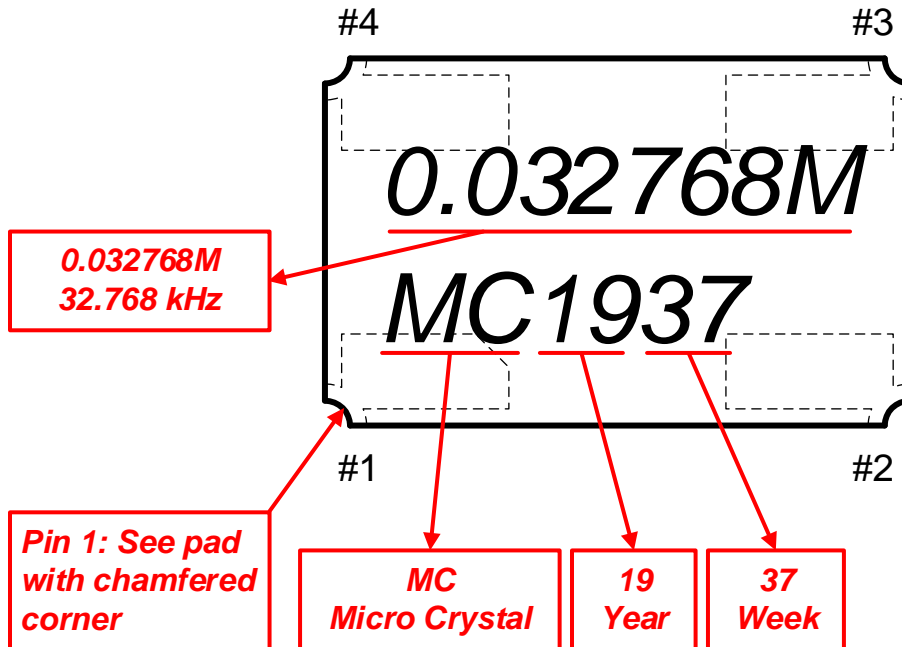 #4
#3
0.032768M
MC1937
0.032768M
32.768 kHz
#1
#2
Pin 1: See pad
with chamfered
corner
MC
Micro Crystal
19
Year
37
Week